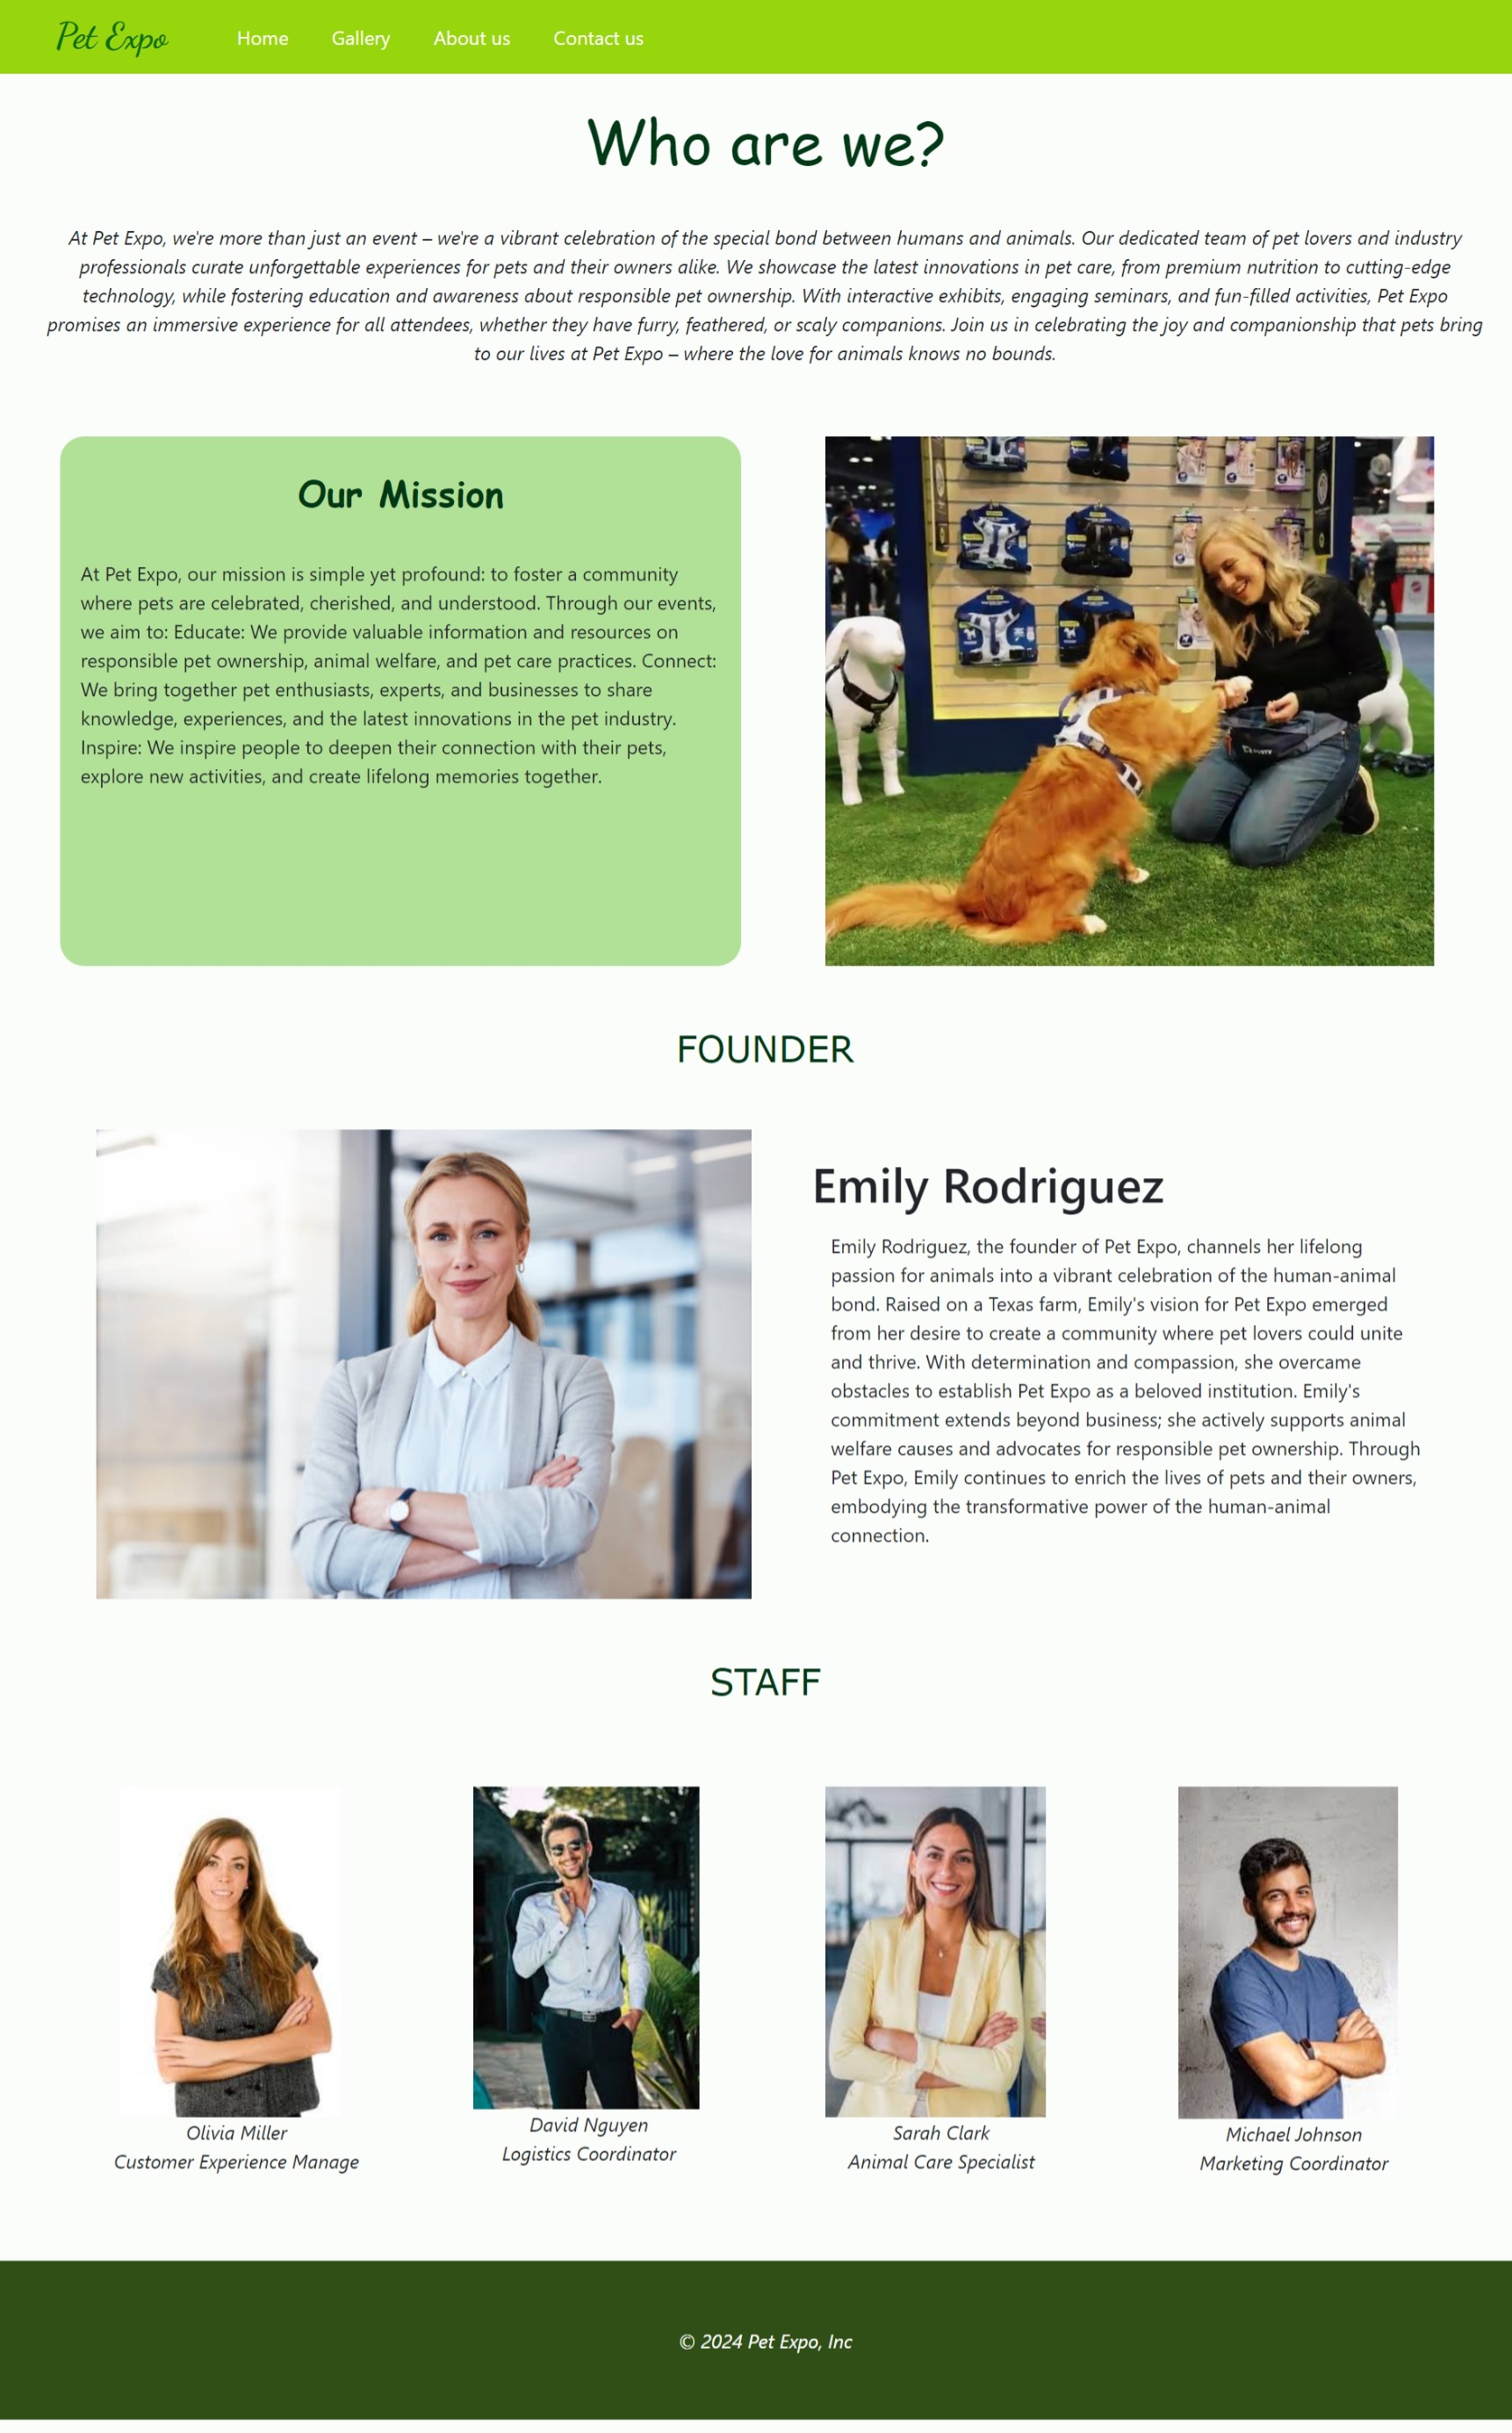 Pet Expo Home Gallery About us Contact us
Who are we?
At Pet Expo, we're more than just an event – we're a vibrant celebration of the special bond between humans and animals. Our dedicated team of pet lovers and industry
professionals curate unforgettable experiences for pets and their owners alike. We showcase the latest innovations in pet care, from premium nutrition to cutting-edge
technology, while fostering education and awareness about responsible pet ownership. With interactive exhibits, engaging seminars, and fun-filled activities, Pet Expo
promises an immersive experience for all attendees, whether they have furry, feathered, or scaly companions. Join us in celebrating the joy and companionship that pets bring
to our lives at Pet Expo – where the love for animals knows no bounds.
Our Mission
At Pet Expo, our mission is simple yet profound: to foster a community
where pets are celebrated, cherished, and understood. Through our events,
we aim to: Educate: We provide valuable information and resources on
responsible pet ownership, animal welfare, and pet care practices. Connect:
We bring together pet enthusiasts, experts, and businesses to share
knowledge, experiences, and the latest innovations in the pet industry.
Inspire: We inspire people to deepen their connection with their pets,
explore new activities, and create lifelong memories together.
FOUNDER
Emily Rodriguez
Emily Rodriguez, the founder of Pet Expo, channels her lifelong
passion for animals into a vibrant celebration of the human-animal
bond. Raised on a Texas farm, Emily's vision for Pet Expo emerged
from her desire to create a community where pet lovers could unite
and thrive. With determination and compassion, she overcame
obstacles to establish Pet Expo as a beloved institution. Emily's
commitment extends beyond business; she actively supports animal
welfare causes and advocates for responsible pet ownership. Through
Pet Expo, Emily continues to enrich the lives of pets and their owners,
embodying the transformative power of the human-animal
connection.
STAFF
Olivia Miller
Customer Experience Manage
David Nguyen
Logistics Coordinator
Sarah Clark
Animal Care Specialist
Michael Johnson
Marketing Coordinator
© 2024 Pet Expo, Inc